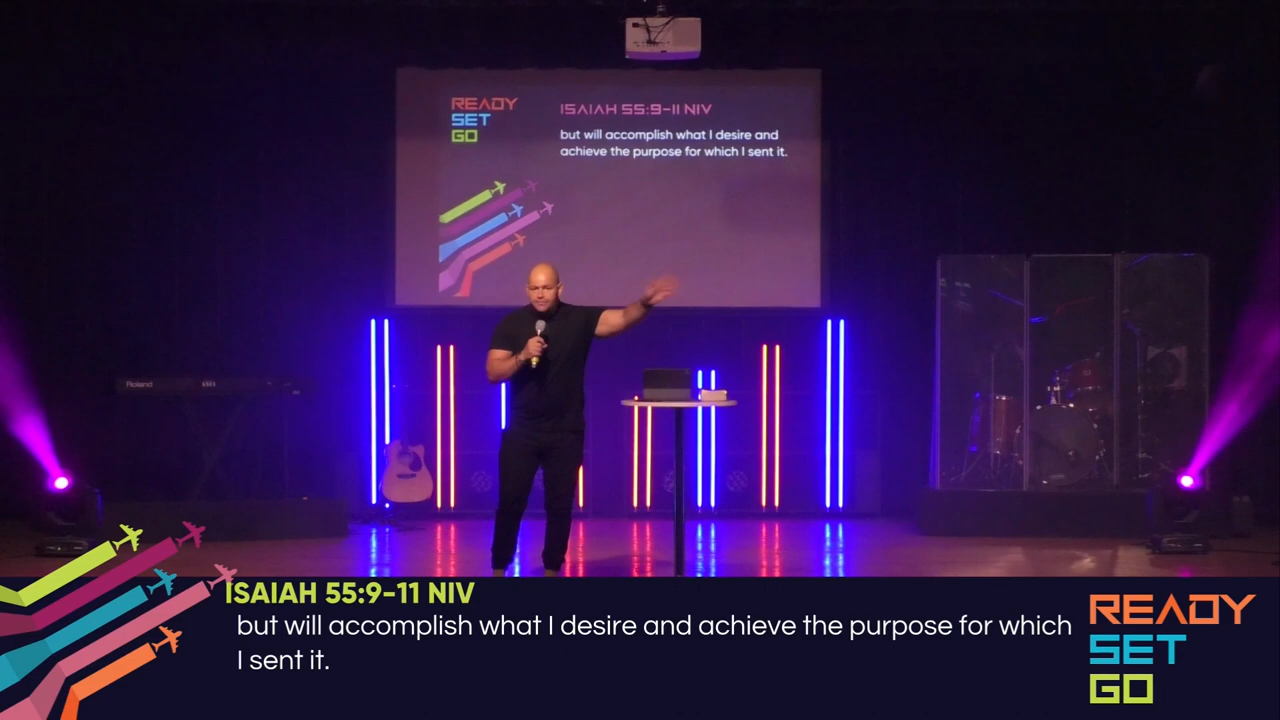 READY
SET
GO
ISAIAH 55:9-11 NIV
but will accomplish what I desire and
achieve the purpose for which I sent it.
Roland
ISAIAH 55:9-11 NIV
but will accomplish what I desire and achieve the purpose for which
I sent it.
READY
SET
GO